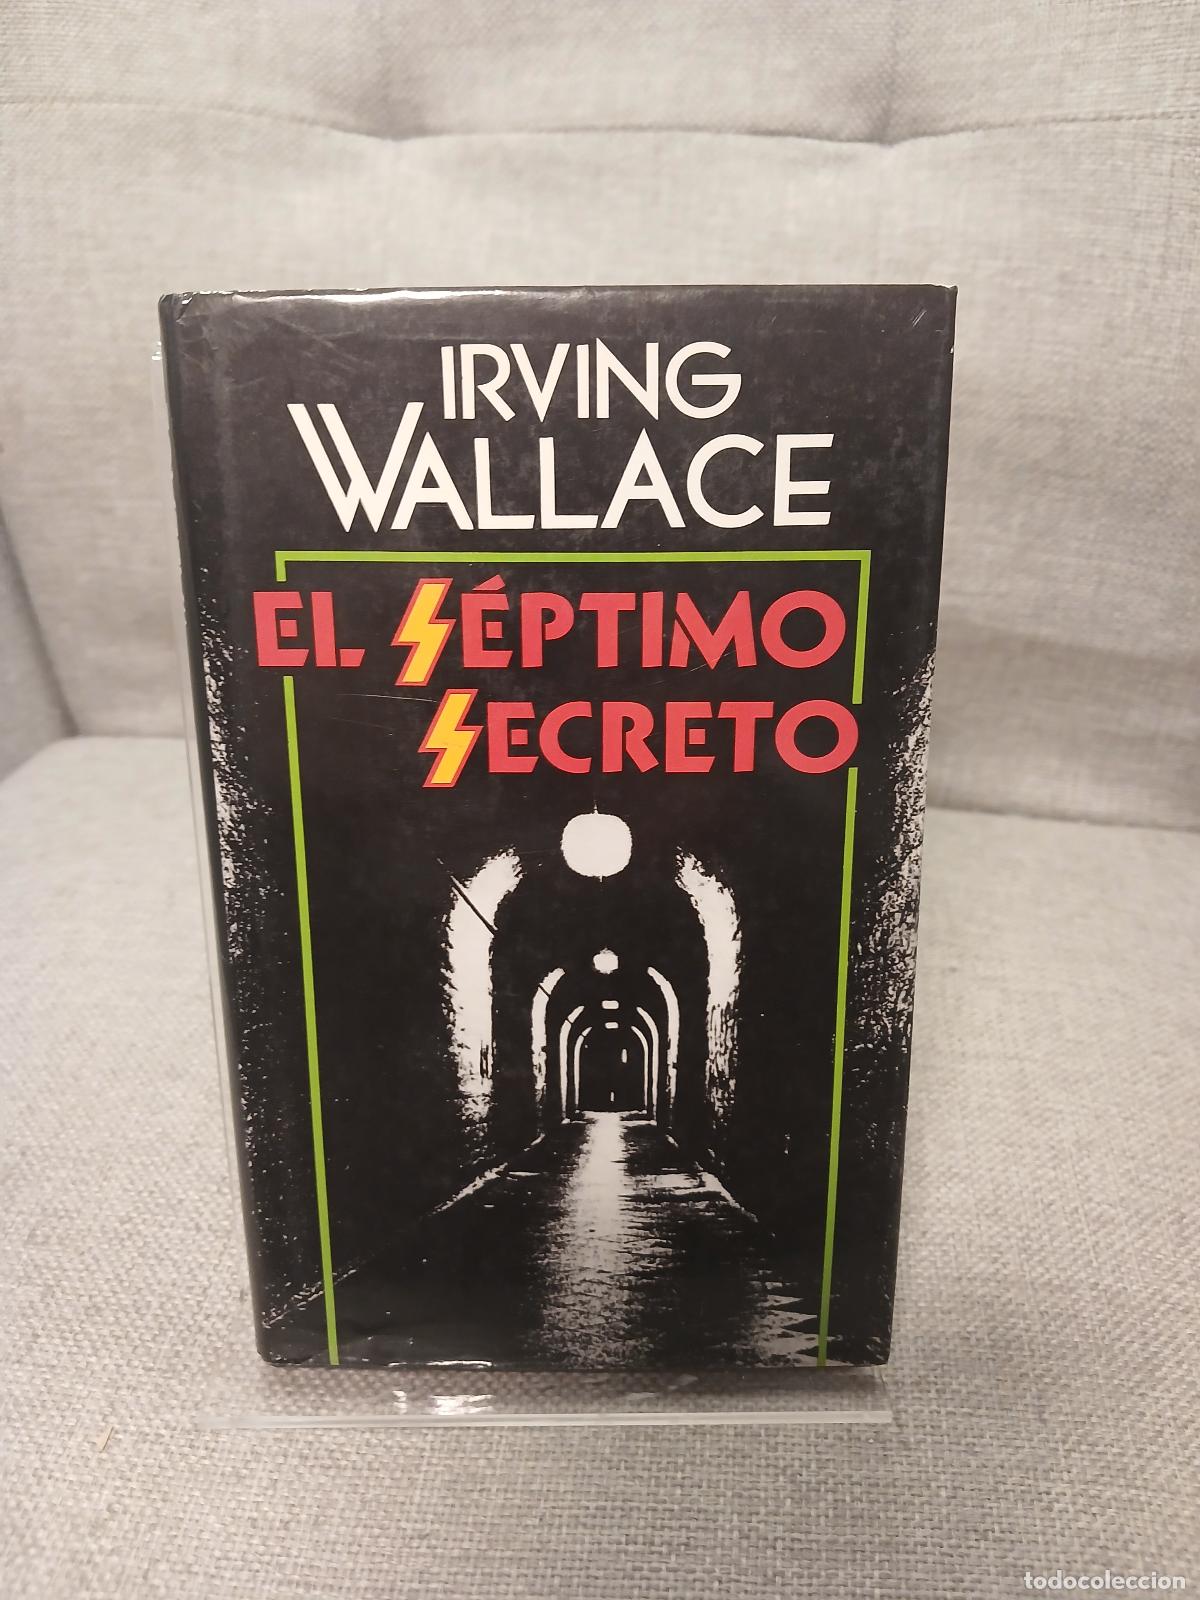 IRVING
WALLACE
EL SÉPTIMO
SECRETO
todocoleccion